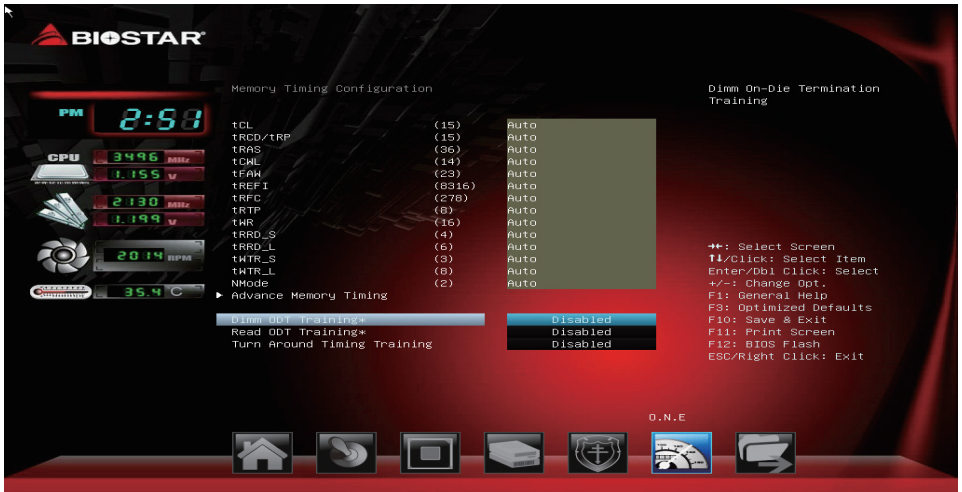 BIOSTAR
Memory Timing Configuration
Dimm On-Die Termination
Training
PM 2:51
tCL (15) Auto
tRCD/tRP (15) Auto
tRAS (36) Auto
tCWL (14) Auto
tFAW (23) Auto
tREFI (8316) Auto
tRFC (278) Auto
tRTP (8) Auto
tWR (16) Auto
tRRD_S (4) Auto
tRRD_L (6) Auto
tWTR_S (3) Auto
tWTR_L (8) Auto
NMode (2) Auto
Advance Memory Timing
Dimm ODT Training* Disabled
Read ODT Training* Disabled
Turn Around Timing Training Disabled
CPU 3496 MHz
1.155 V
2130 MHz
1.199 V
2014 RPM
35.4 C
→←: Select Screen
↑↓/Click: Select Item
Enter/Dbl Click: Select
+/-: Change Opt.
F1: General Help
F3: Optimized Defaults
F10: Save & Exit
F11: Print Screen
F12: BIOS Flash
ESC/Right Click: Exit
O.N.E